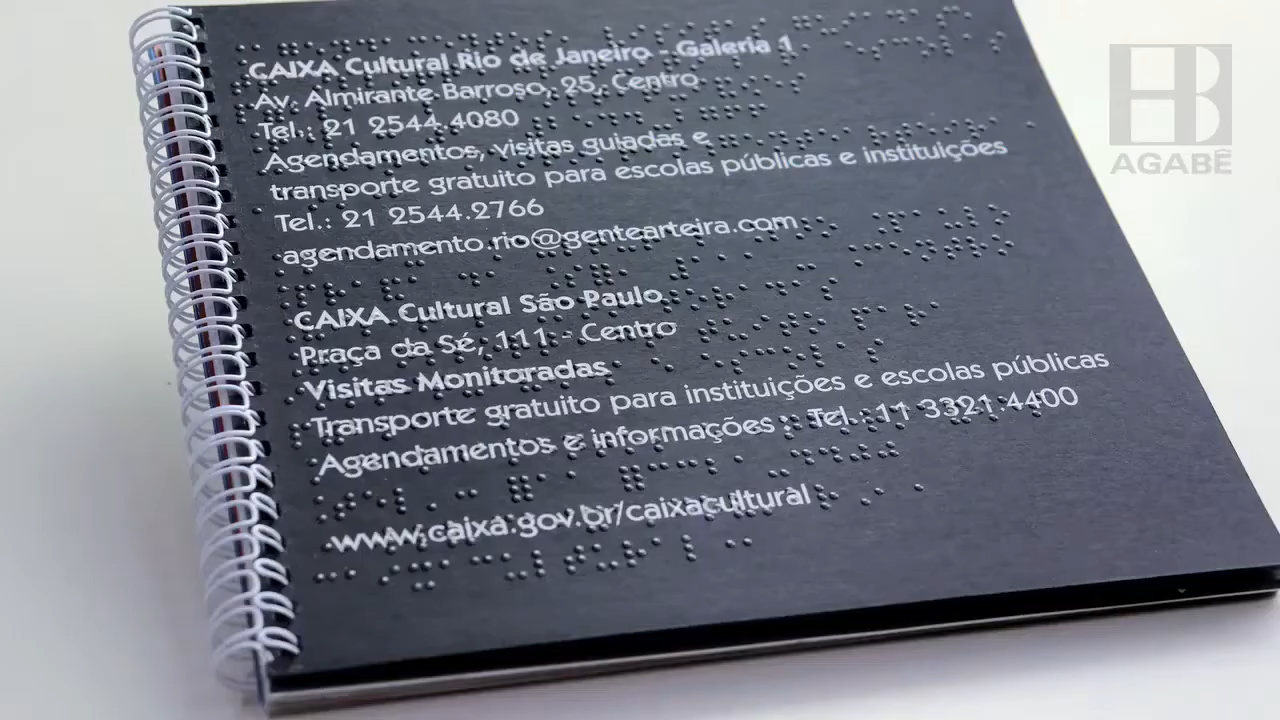 CAIXA Cultural Rio de Janeiro - Galeria 1
Av. Almirante Barroso, 25, Centro
Tel.: 21 2544.4080
Agendamentos, visitas guiadas e
transporte gratuito para escolas públicas e instituições
Tel.: 21 2544.2766
agendamento.rio@gentearteira.com
CAIXA Cultural São Paulo
Praça da Sé, 111 - Centro
Visitas Monitoradas
Transporte gratuito para instituições e escolas públicas
Agendamentos e informações : Tel.: 11 3321.4400
www.caixa.gov.br/caixacultural
HB
AGABÊ